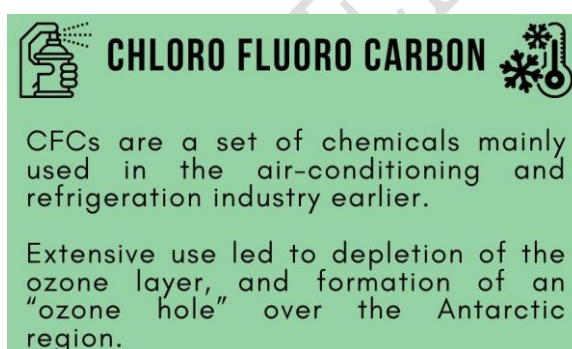 CHLORO FLUORO CARBON
CFCs are a set of chemicals mainly
used in the air-conditioning and
refrigeration industry earlier.
Extensive use led to depletion of the
ozone layer, and formation of an
“ozone hole” over the Antarctic
region.